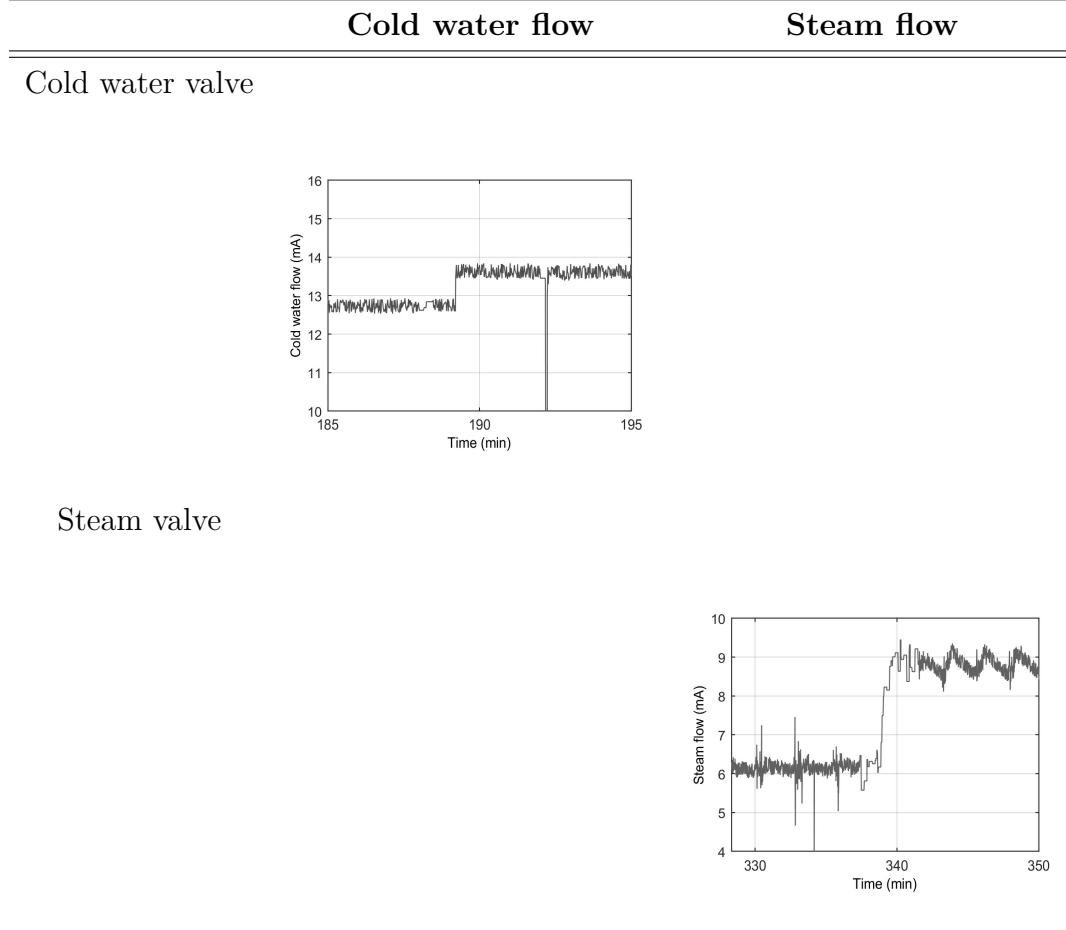 Cold water flow Steam flow
Cold water valve
16
15
14
13
12
11
10
Cold water flow (mA)
185 190 195
Time (min)
Steam valve
10
9
8
7
6
5
4
Steam flow (mA)
330 340 350
Time (min)